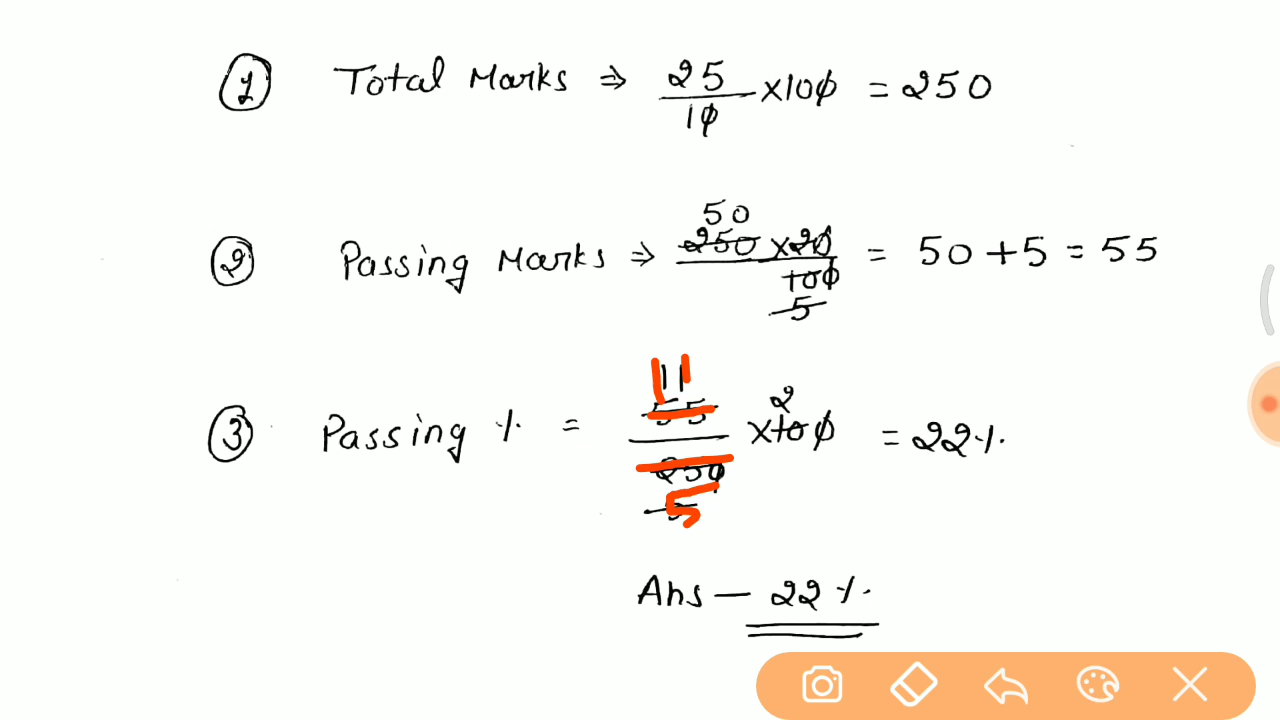 1 Total Marks ⇒ 25/10 ×100 = 250
50
2 Passing Marks ⇒ 250 ×20/100 = 50 + 5 = 55
5
11 2
3 Passing % = 55/250 ×100 = 22%
5
Ans — 22%